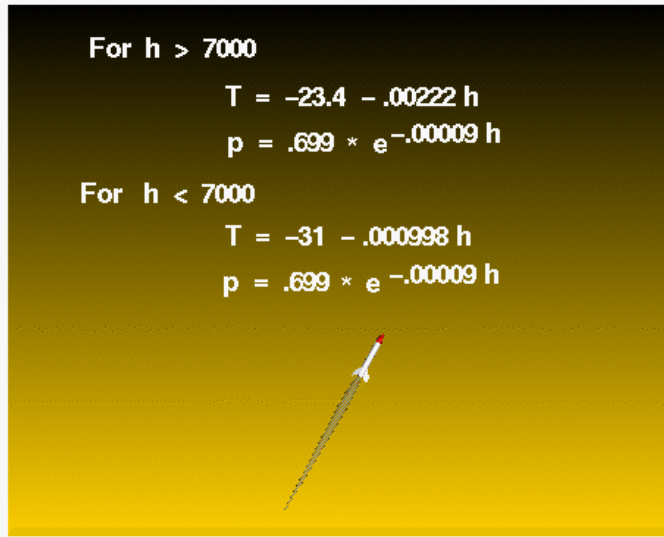 For h > 7000
T = -23.4 - .00222 h
p = .699 * e -.00009 h
For h < 7000
T = -31 - .000998 h
p = .699 * e -.00009 h